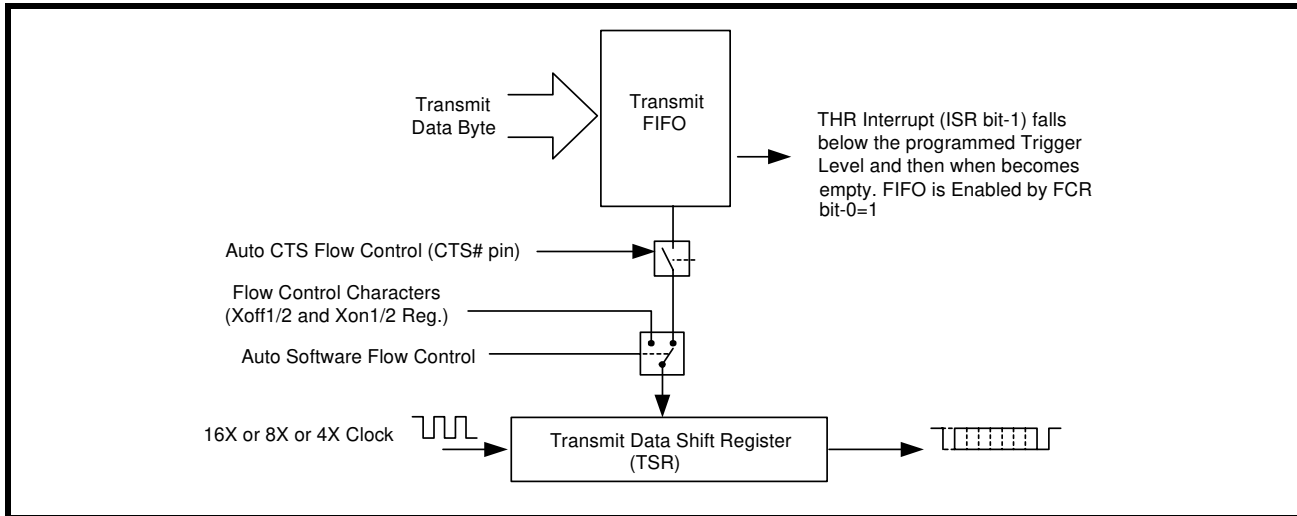 Transmit
Data Byte
Transmit
FIFO
THR Interrupt (ISR bit-1) falls
below the programmed Trigger
Level and then when becomes
empty. FIFO is Enabled by FCR
bit-0=1
Auto CTS Flow Control (CTS# pin)
Flow Control Characters
(Xoff1/2 and Xon1/2 Reg.)
Auto Software Flow Control
16X or 8X or 4X Clock
Transmit Data Shift Register
(TSR)